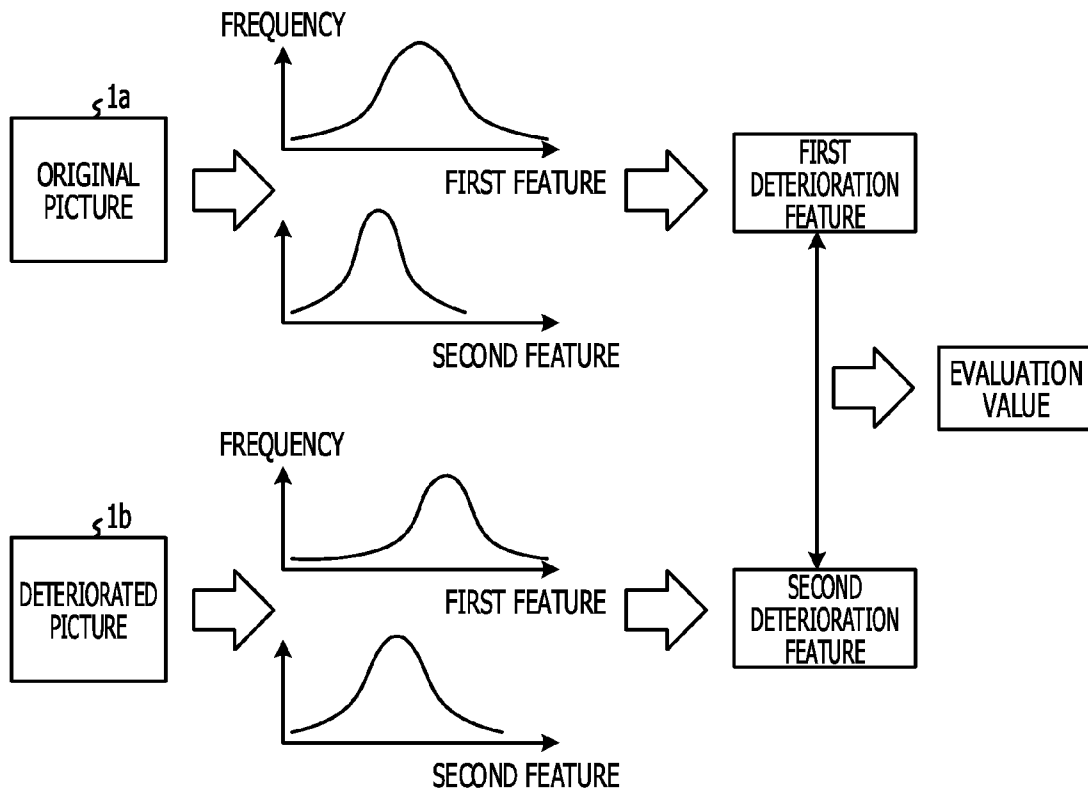 FREQUENCY
1a
ORIGINAL
PICTURE
FIRST FEATURE
SECOND FEATURE
FIRST
DETERIORATION
FEATURE
EVALUATION
VALUE
FREQUENCY
1b
DETERIORATED
PICTURE
FIRST FEATURE
SECOND FEATURE
SECOND
DETERIORATION
FEATURE